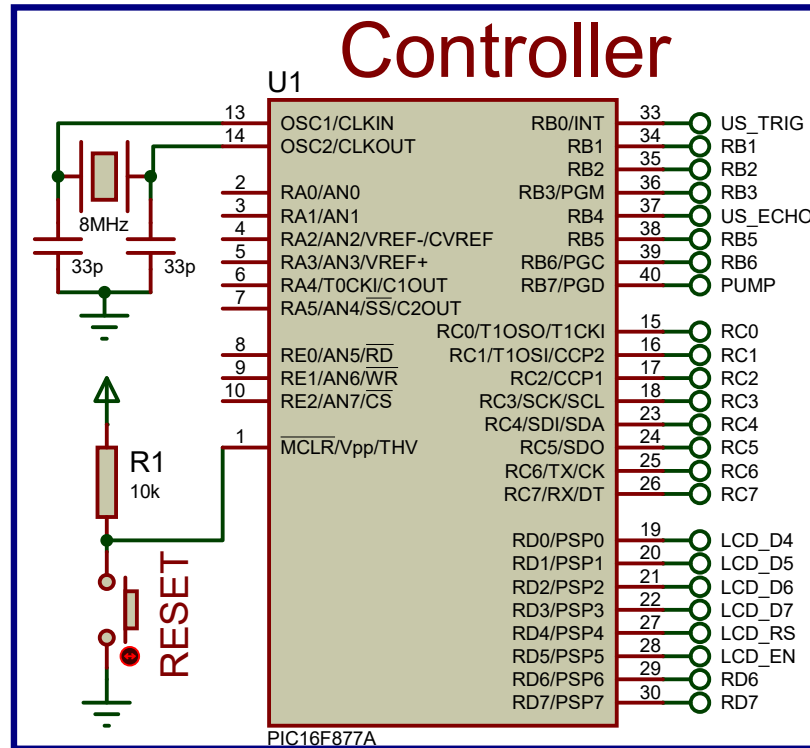 Controller
U1
13 OSC1/CLKIN
14 OSC2/CLKOUT
2 RA0/AN0
3 RA1/AN1
4 RA2/AN2/VREF-/CVREF
5 RA3/AN3/VREF+
6 RA4/T0CKI/C1OUT
7 RA5/AN4/SS/C2OUT
8 RE0/AN5/RD
9 RE1/AN6/WR
10 RE2/AN7/CS
1 MCLR/Vpp/THV
RB0/INT 33 US_TRIG
RB1 34 RB1
RB2 35 RB2
RB3/PGM 36 RB3
RB4 37 US_ECHO
RB5 38 RB5
RB6/PGC 39 RB6
RB7/PGD 40 PUMP
RC0/T1OSO/T1CKI 15 RC0
RC1/T1OSI/CCP2 16 RC1
RC2/CCP1 17 RC2
RC3/SCK/SCL 18 RC3
RC4/SDI/SDA 23 RC4
RC5/SDO 24 RC5
RC6/TX/CK 25 RC6
RC7/RX/DT 26 RC7
RD0/PSP0 19 LCD_D4
RD1/PSP1 20 LCD_D5
RD2/PSP2 21 LCD_D6
RD3/PSP3 22 LCD_D7
RD4/PSP4 27 LCD_RS
RD5/PSP5 28 LCD_EN
RD6/PSP6 29 RD6
RD7/PSP7 30 RD7
PIC16F877A
8MHz
33p 33p
R1
10k
RESET